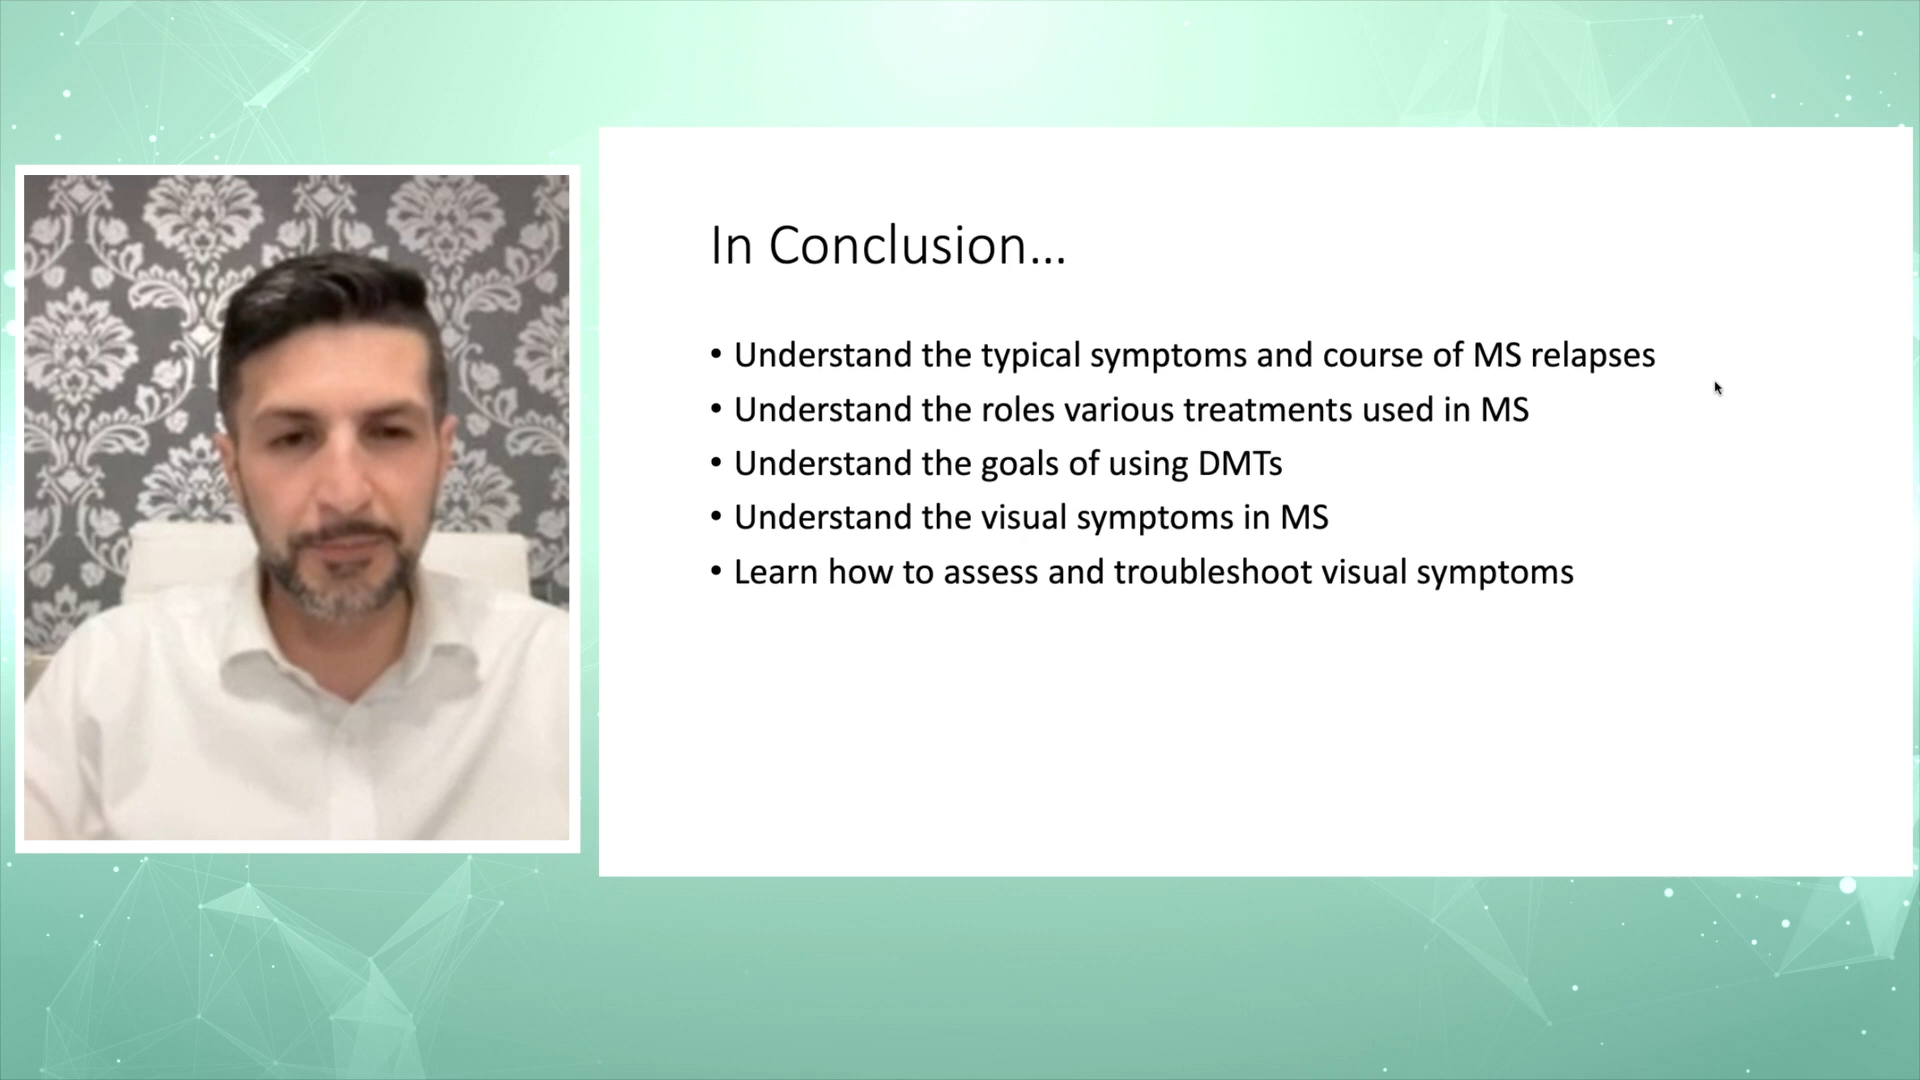 In Conclusion...
• Understand the typical symptoms and course of MS relapses
• Understand the roles various treatments used in MS
• Understand the goals of using DMTs
• Understand the visual symptoms in MS
• Learn how to assess and troubleshoot visual symptoms